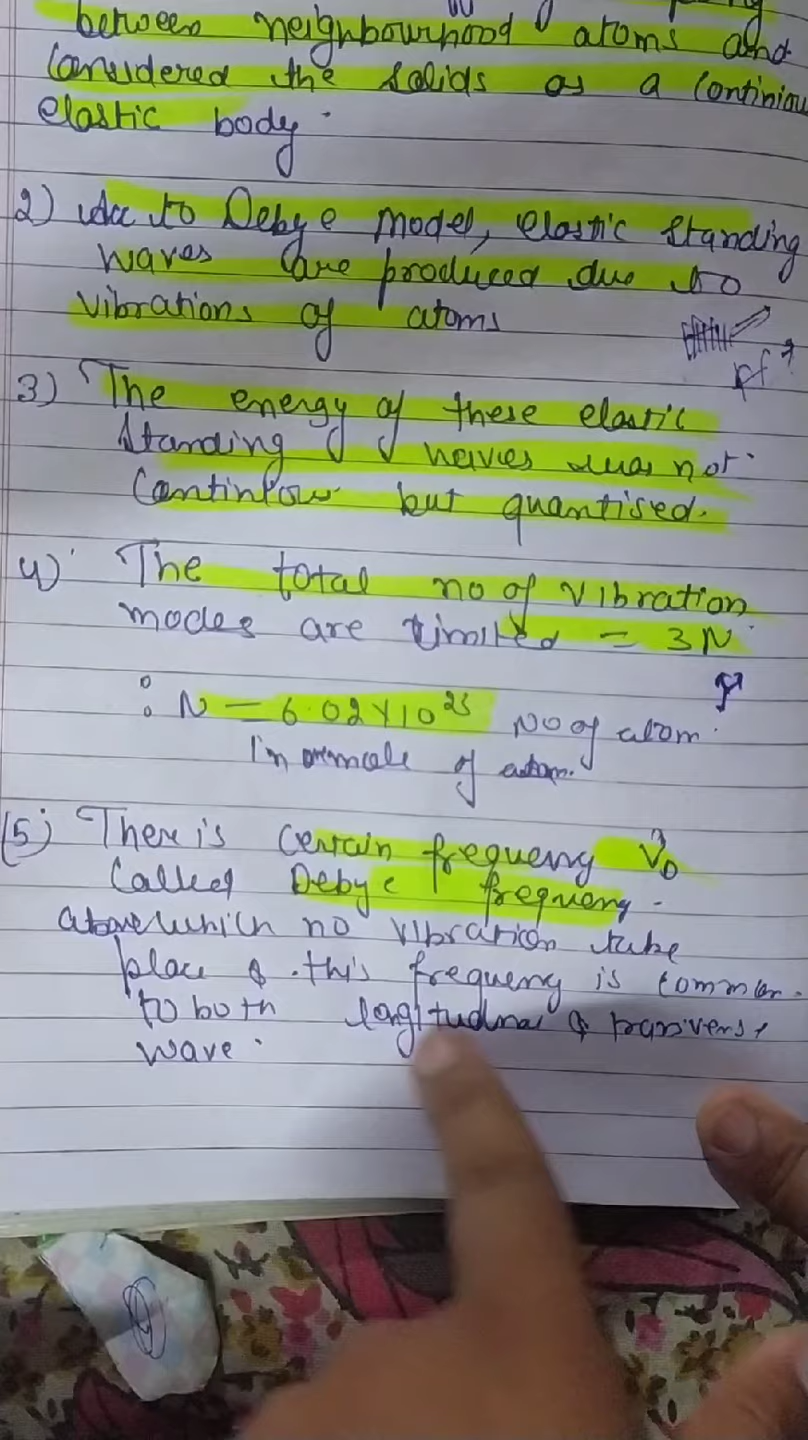 between neighbourhood atoms and
Considered the solids as a continiou
elastic body.
2) Acc to Debye model, elastic standing
waves are produced due to
vibrations of atoms
3) The energy of these elastic
standing waves was not
continious but quantised.
4) The total no of vibration
modes are limited = 3N
∴ N = 6.02×10²³ No of atom
In one mole of atom.
(5) There is certain frequency ν_D
Called Debye frequeny.
above which no vibration take
place & this frequency is common
to both longitudinal & transverse
wave.